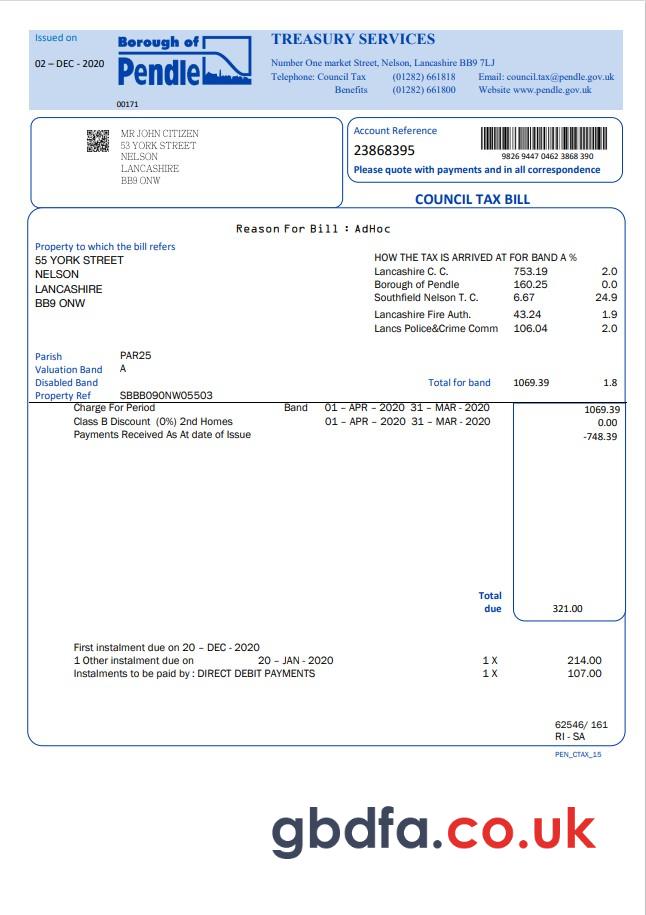 Issued on
02 – DEC - 2020
Borough of
Pendle
00171
TREASURY SERVICES
Number One market Street, Nelson, Lancashire BB9 7LJ
Telephone: Council Tax (01282) 661818 Email: council.tax@pendle.gov.uk
Benefits (01282) 661800 Website www.pendle.gov.uk
MR JOHN CITIZEN
53 YORK STREET
NELSON
LANCASHIRE
BB9 ONW
Account Reference
23868395
9826 9447 0462 3868 390
Please quote with payments and in all correspondence
COUNCIL TAX BILL
Reason For Bill : AdHoc
Property to which the bill refers
55 YORK STREET
NELSON
LANCASHIRE
BB9 ONW
HOW THE TAX IS ARRIVED AT FOR BAND A %
Lancashire C. C. 753.19 2.0
Borough of Pendle 160.25 0.0
Southfield Nelson T. C. 6.67 24.9
Lancashire Fire Auth. 43.24 1.9
Lancs Police&Crime Comm 106.04 2.0
Parish PAR25
Valuation Band A
Disabled Band
Total for band 1069.39 1.8
Property Ref SBBB090NW05503
Charge For Period Band 01 – APR – 2020 31 – MAR - 2020 1069.39
Class B Discount (0%) 2nd Homes 01 – APR – 2020 31 – MAR - 2020 0.00
Payments Received As At date of Issue -748.39
Total
due 321.00
First instalment due on 20 – DEC - 2020
1 Other instalment due on 20 – JAN - 2020 1 X 214.00
Instalments to be paid by : DIRECT DEBIT PAYMENTS 1 X 107.00
62546/ 161
RI - SA
PEN_CTAX_15
gbdfa.co.uk